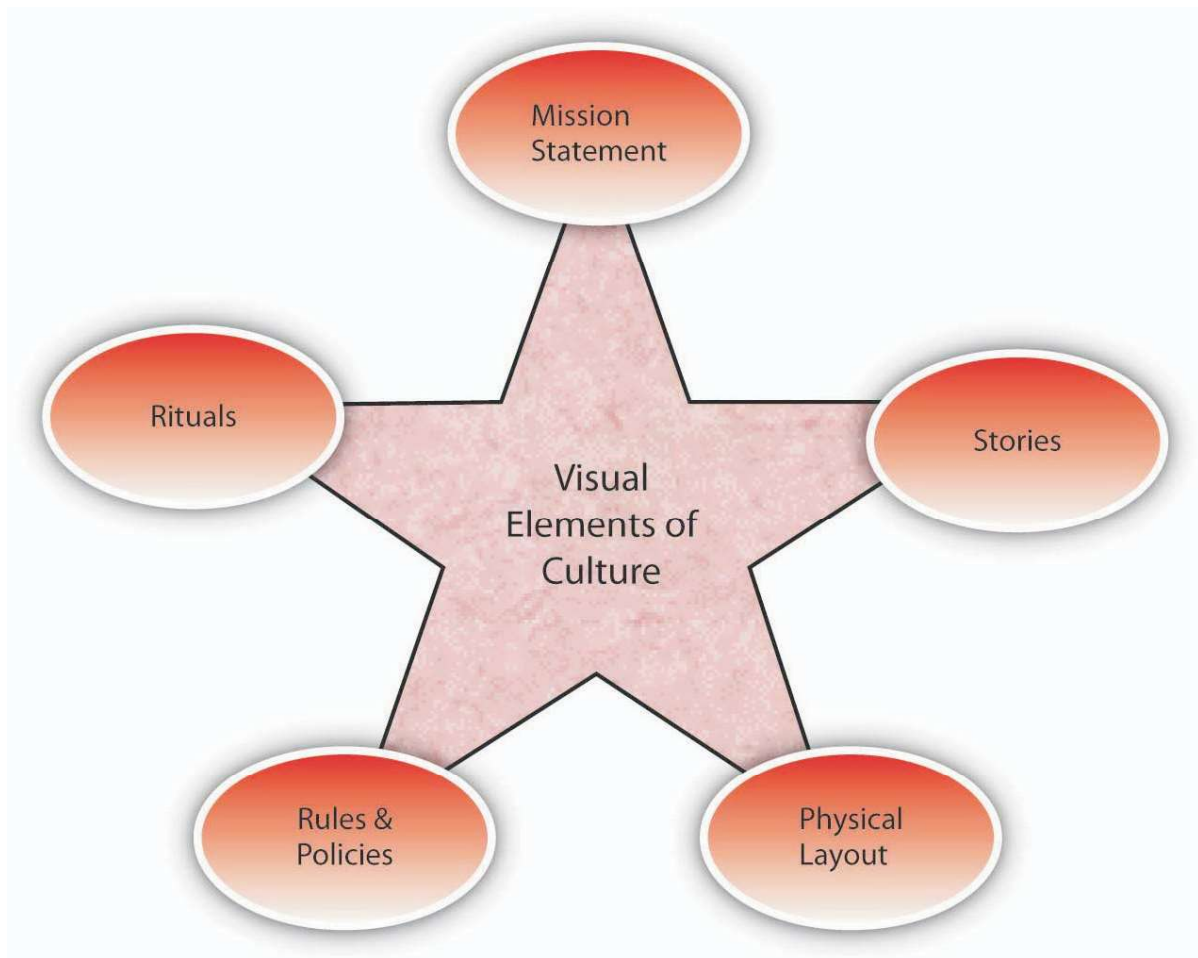 Mission
Statement
Rituals
Stories
Visual
Elements of
Culture
Rules &
Policies
Physical
Layout